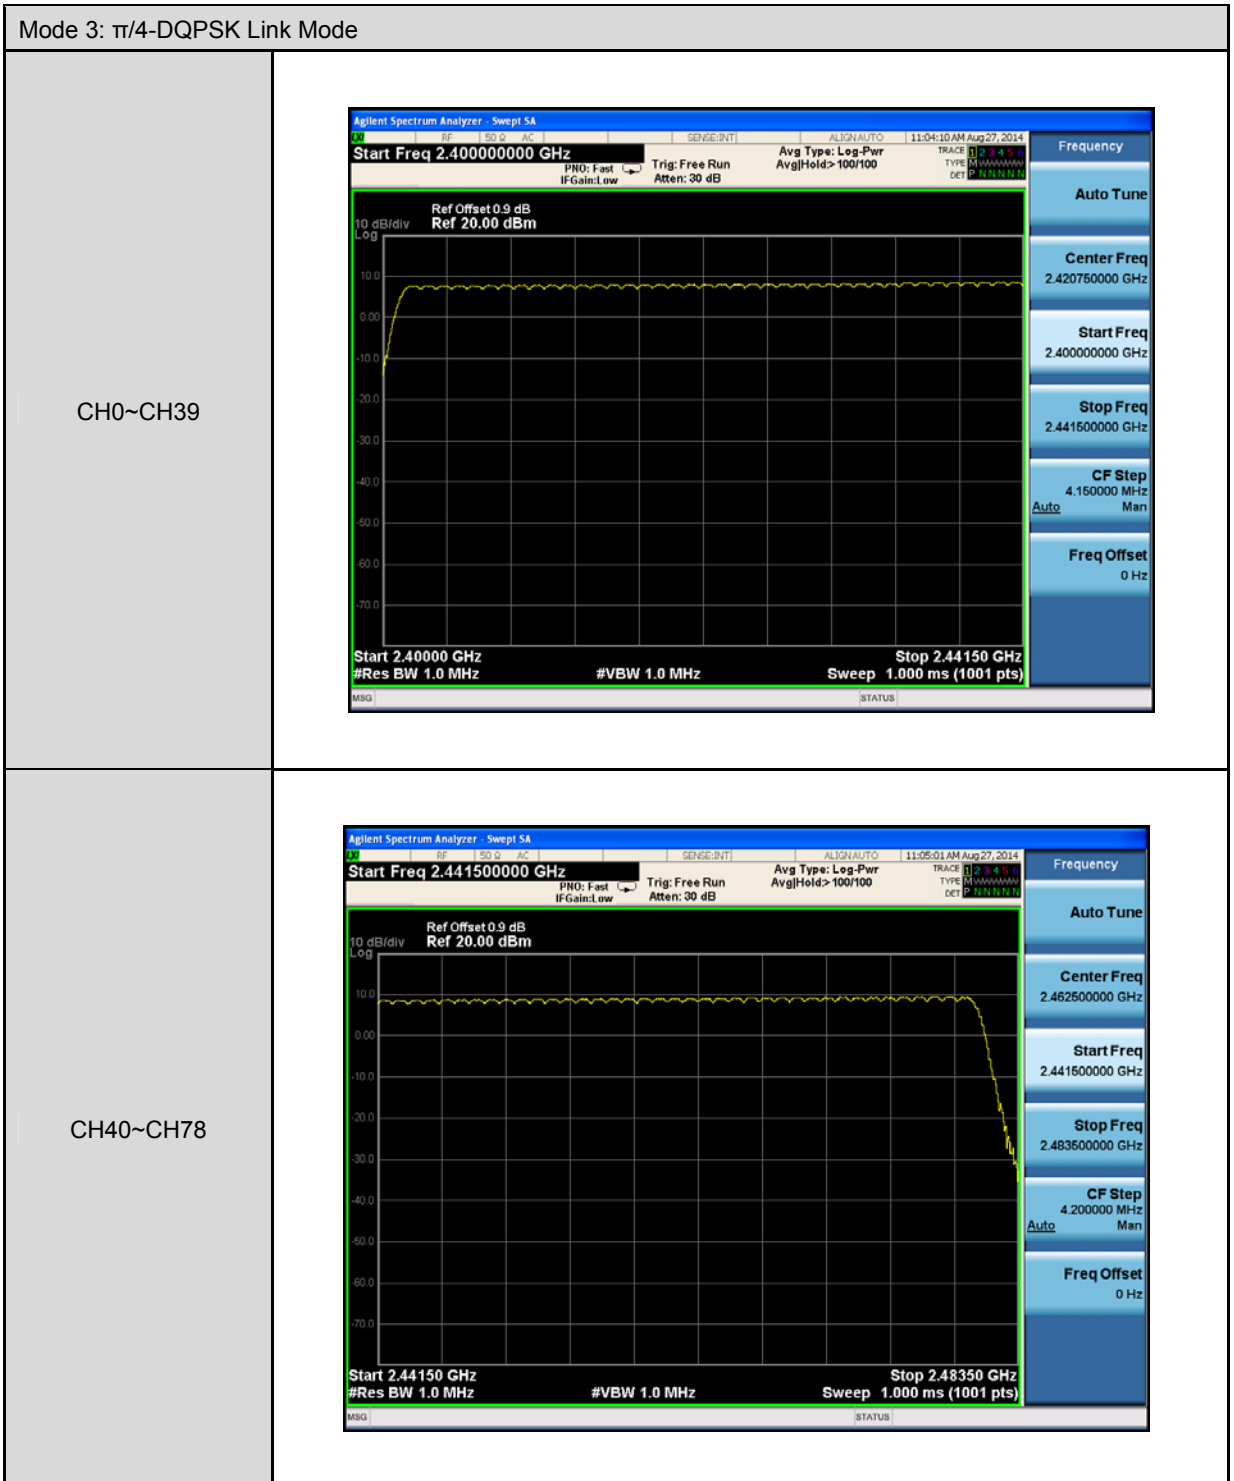 Mode 3: π/4-DQPSK Link Mode
CH0~CH39
Agilent Spectrum Analyzer - Swept SA
RF 50 Ω AC SENSE:INT ALIGN AUTO 11:04:10 AM Aug 27, 2014
Start Freq 2.400000000 GHz
PNO: Fast
IFGain:Low
Trig: Free Run
Atten: 30 dB
Avg Type: Log-Pwr
Avg|Hold:>100/100
TRACE 1 2 3 4 5 6
TYPE M
DET P N N N N N
Ref Offset 0.9 dB
10 dB/div Ref 20.00 dBm
Log
10.0
0.00
-10.0
-20.0
-30.0
-40.0
-50.0
-60.0
-70.0
Start 2.40000 GHz Stop 2.44150 GHz
#Res BW 1.0 MHz #VBW 1.0 MHz Sweep 1.000 ms (1001 pts)
MSG STATUS
Frequency
Auto Tune
Center Freq
2.420750000 GHz
Start Freq
2.400000000 GHz
Stop Freq
2.441500000 GHz
CF Step
4.150000 MHz
Auto Man
Freq Offset
0 Hz
CH40~CH78
Agilent Spectrum Analyzer - Swept SA
RF 50 Ω AC SENSE:INT ALIGN AUTO 11:05:01 AM Aug 27, 2014
Start Freq 2.441500000 GHz
PNO: Fast
IFGain:Low
Trig: Free Run
Atten: 30 dB
Avg Type: Log-Pwr
Avg|Hold:>100/100
TRACE 1 2 3 4 5 6
TYPE M
DET P N N N N N
Ref Offset 0.9 dB
10 dB/div Ref 20.00 dBm
Log
10.0
0.00
-10.0
-20.0
-30.0
-40.0
-50.0
-60.0
-70.0
Start 2.44150 GHz Stop 2.48350 GHz
#Res BW 1.0 MHz #VBW 1.0 MHz Sweep 1.000 ms (1001 pts)
MSG STATUS
Frequency
Auto Tune
Center Freq
2.462500000 GHz
Start Freq
2.441500000 GHz
Stop Freq
2.483500000 GHz
CF Step
4.200000 MHz
Auto Man
Freq Offset
0 Hz